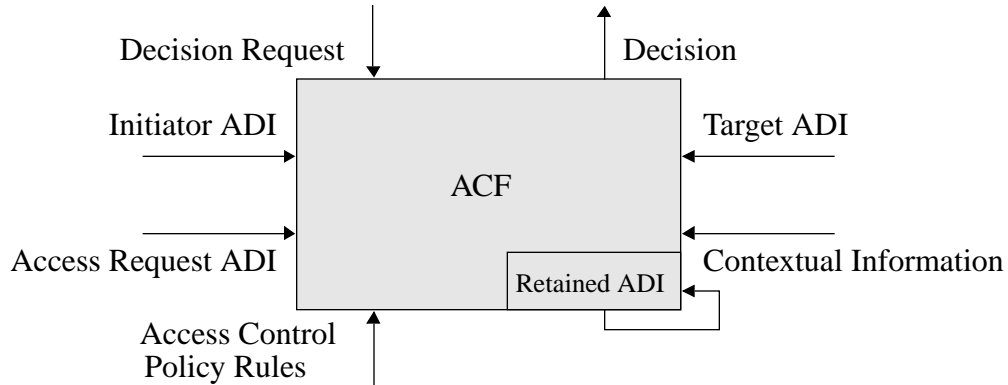 Decision Request
Decision
Initiator ADI
Target ADI
ACF
Access Request ADI
Contextual Information
Retained ADI
Access Control
Policy Rules